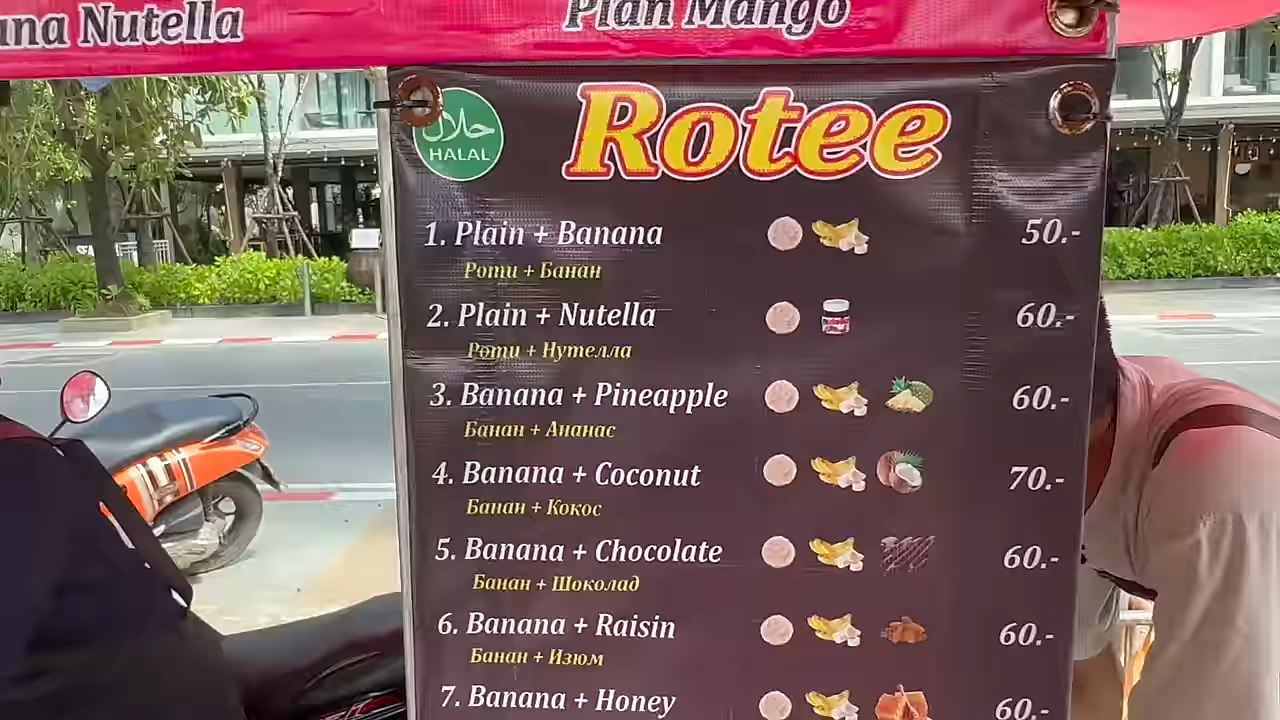 na Nutella
Plan Mango
حلال
HALAL
Rotee
1. Plain + Banana 50.-
Роти + Банан
2. Plain + Nutella 60.-
Роти + Нутелла
3. Banana + Pineapple 60.-
Банан + Ананас
4. Banana + Coconut 70.-
Банан + Кокос
5. Banana + Chocolate 60.-
Банан + Шоколад
6. Banana + Raisin 60.-
Банан + Изюм
7. Banana + Honey 60.-